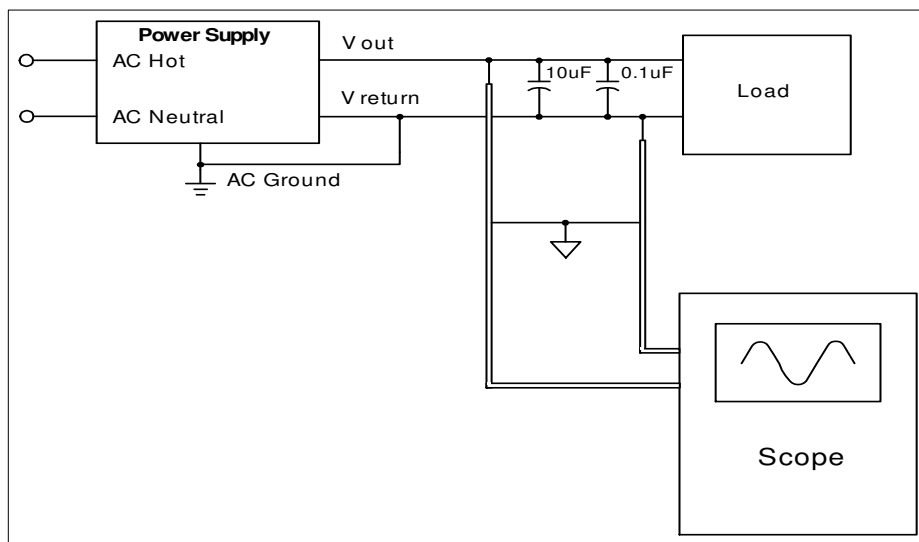 Power Supply
V out
AC Hot
10uF
0.1uF
Load
V return
AC Neutral
AC Ground
Scope